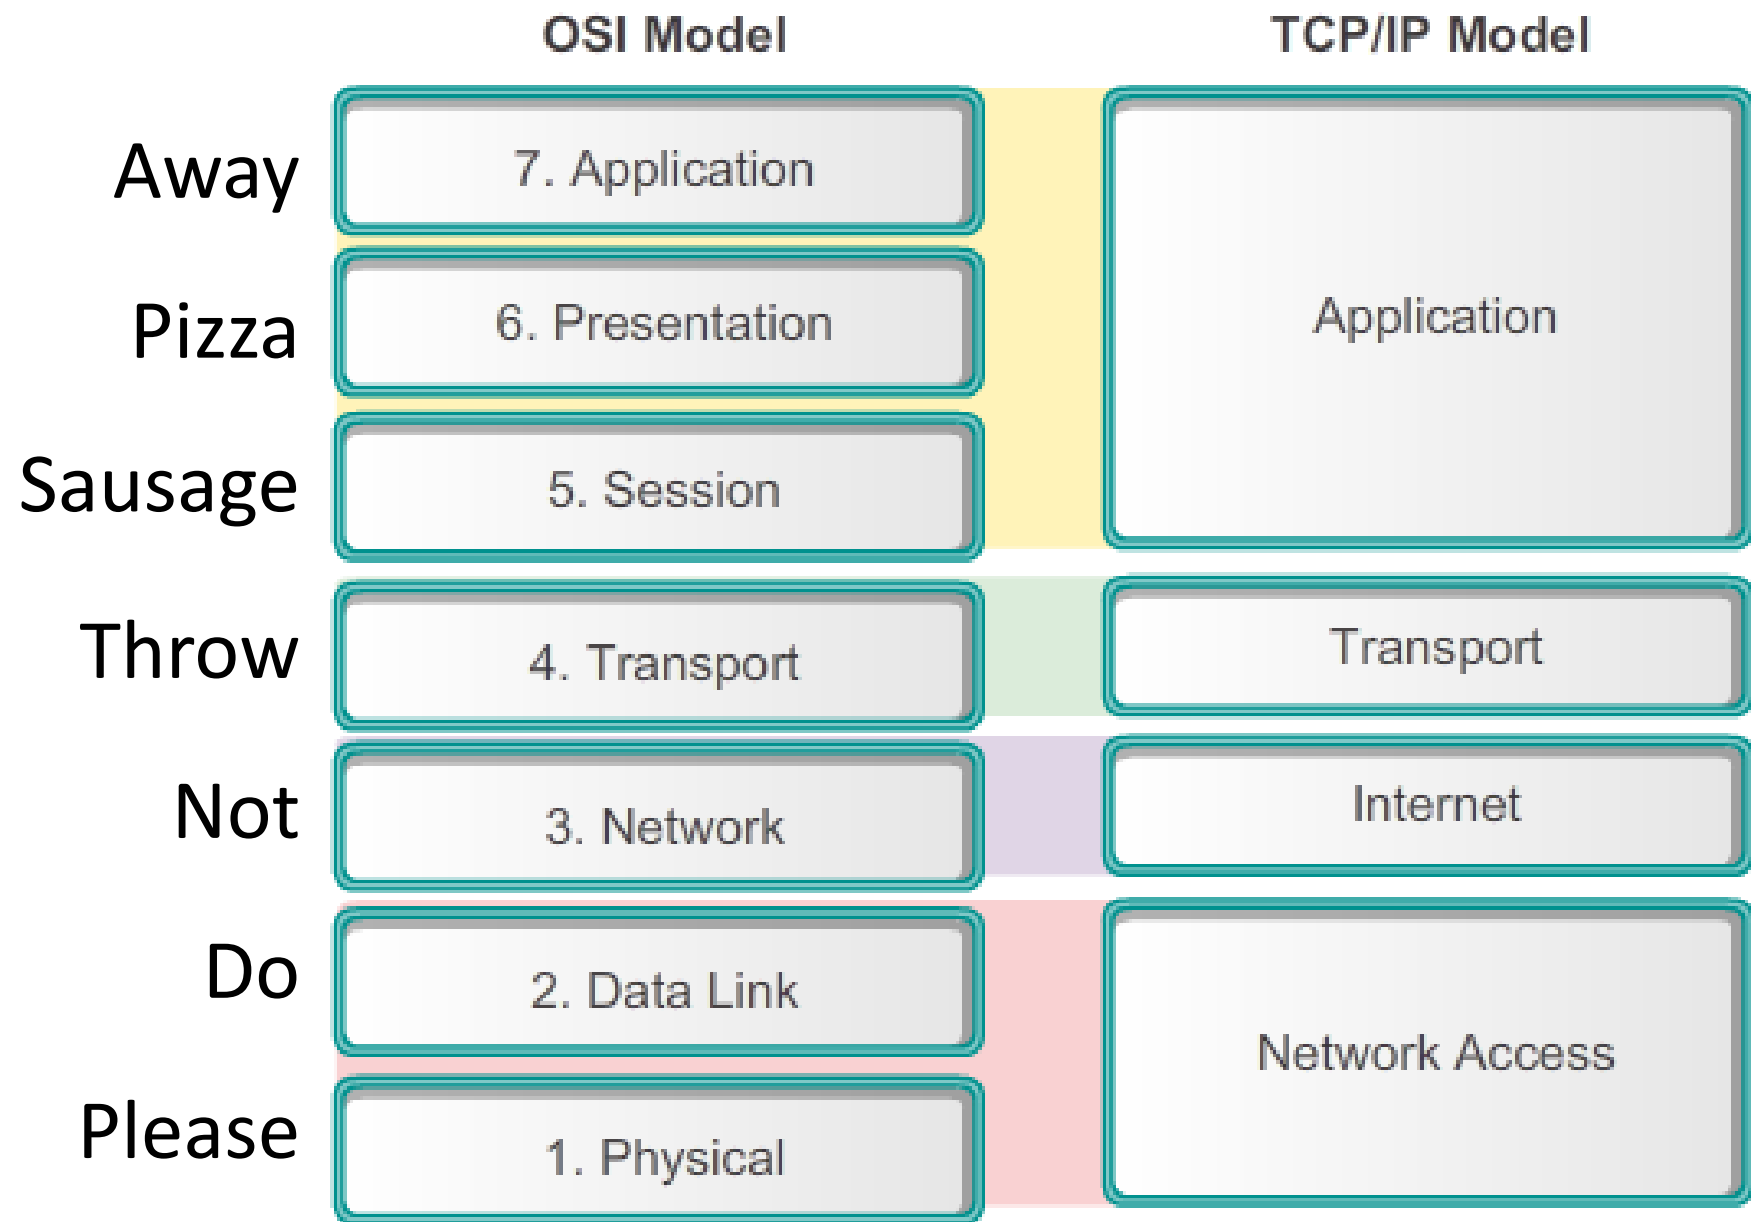 OSI Model
TCP/IP Model
Away
7. Application
Pizza
6. Presentation
Application
Sausage
5. Session
Throw
4. Transport
Transport
Not
3. Network
Internet
Do
2. Data Link
Network Access
Please
1. Physical